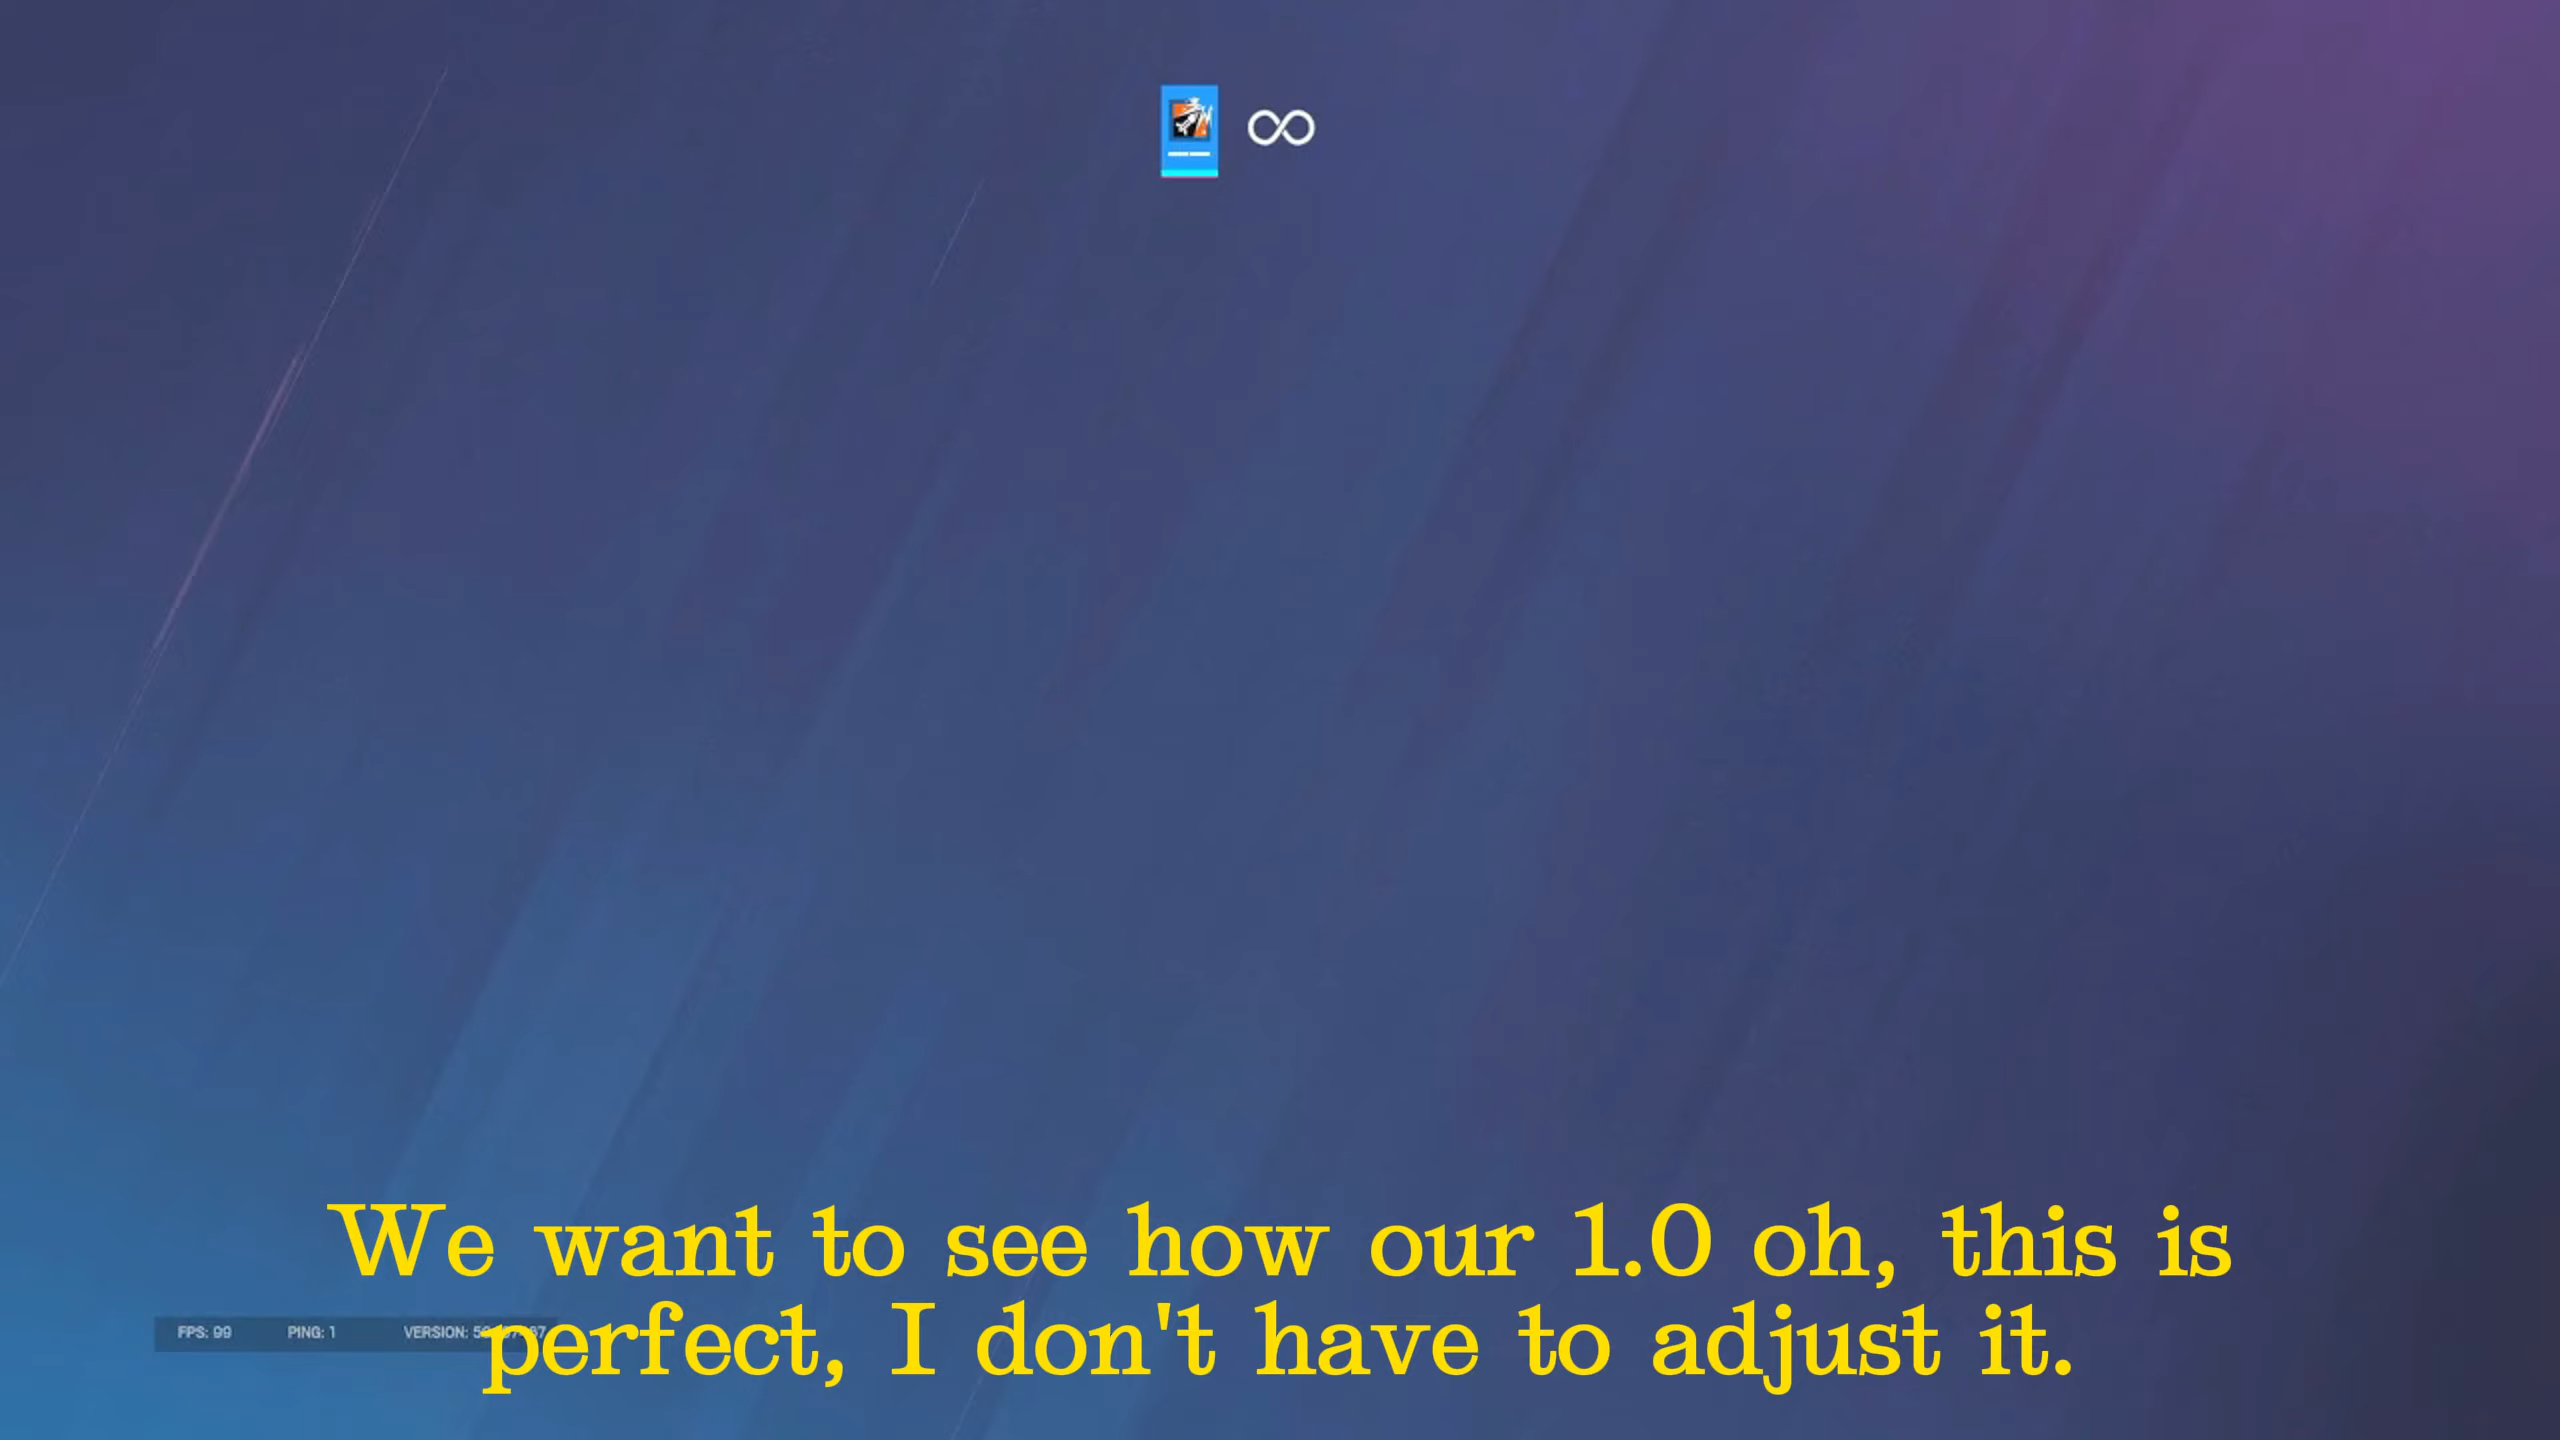 ∞
We want to see how our 1.0 oh, this is
perfect, I don't have to adjust it.
FPS: 99 PING: 1 VERSION: